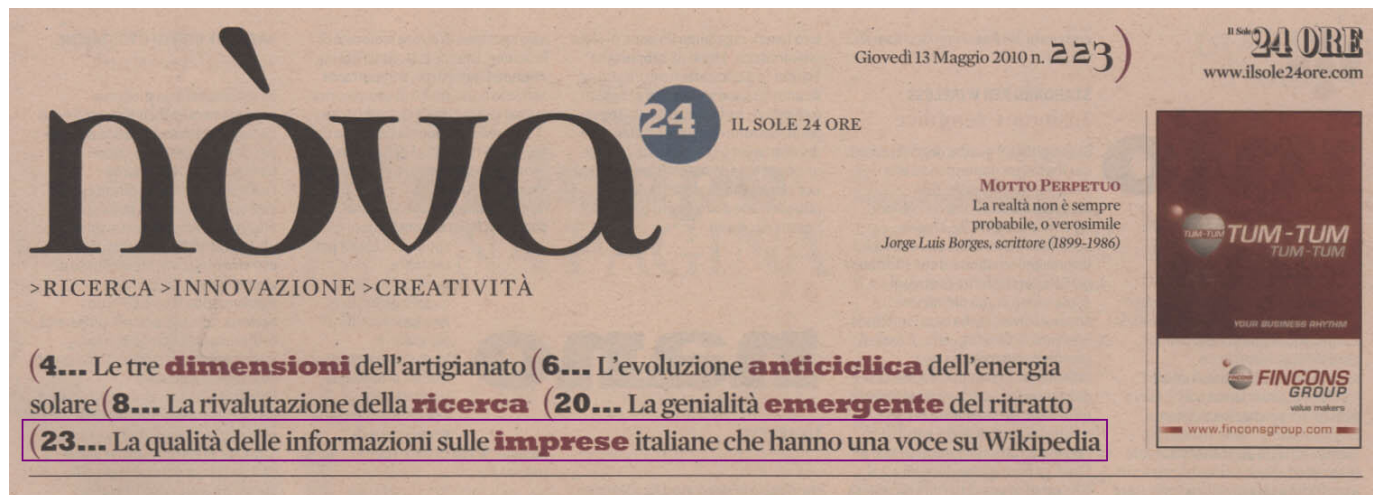 Giovedì 13 Maggio 2010 n. 223)
Il Sole
24 ORE
www.ilsole24ore.com
nòva
24
IL SOLE 24 ORE
>RICERCA >INNOVAZIONE >CREATIVITÀ
MOTTO PERPETUO
La realtà non è sempre
probabile, o verosimile
Jorge Luis Borges, scrittore (1899-1986)
TUM-TUM
TUM-TUM
TUM-TUM
YOUR BUSINESS RHYTHM
FINCONS
GROUP
value makers
www.finconsgroup.com
(4... Le tre dimensioni dell'artigianato (6... L'evoluzione anticiclica dell'energia
solare (8... La rivalutazione della ricerca (20... La genialità emergente del ritratto
(23... La qualità delle informazioni sulle imprese italiane che hanno una voce su Wikipedia